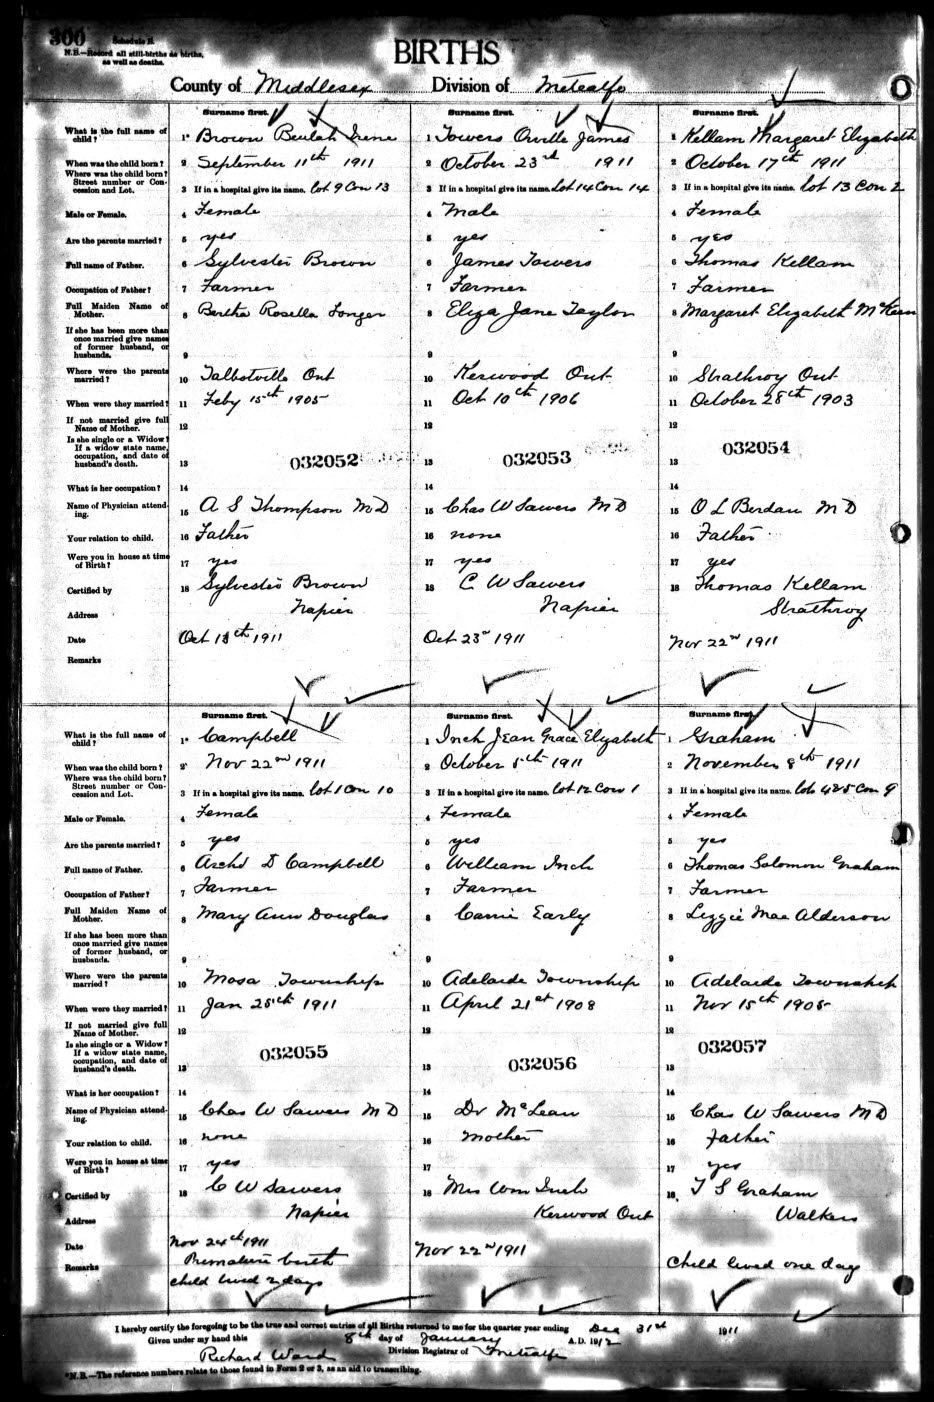 300
Schedule B.
N.B.—Record all still-births as births,
as well as deaths.
BIRTHS
County of Middlesex Division of Metcalfe
Surname first. Surname first. Surname first.
What is the full name of child? 1* Brown Beulah Irene 1 Towers Orville James 1 Kellam Margaret Elizabeth
When was the child born? 2 September 11th 1911 2 October 23rd 1911 2 October 17th 1911
Where was the child born? Street number or Concession and Lot. 3 If in a hospital give its name. Lot 9 Con 13 3 If in a hospital give its name. Lot 14 Con 14 3 If in a hospital give its name. Lot 13 Con 2
Male or Female. 4 Female 4 Male 4 Female
Are the parents married? 5 yes 5 yes 5 yes
Full name of Father. 6 Sylvester Brown 6 James Towers 6 Thomas Kellam
Occupation of Father? 7 Farmer 7 Farmer 7 Farmer
Full Maiden Name of Mother. 8 Bertha Rosella Longer 8 Eliza Jane Taylor 8 Margaret Elizabeth McKeen
If she has been more than once married give names of former husband, or husbands. 9 9 9
Where were the parents married? 10 Talbotville Ont 10 Kerwood Ont 10 Strathroy Ont
When were they married? 11 Feby 15th 1905 11 Oct 10th 1906 11 October 28th 1903
If not married give full Name of Mother. 12 12 12
Is she single or a Widow? If a widow state name, occupation, and date of husband's death. 13 032052 13 032053 13 032054
What is her occupation? 14 14 14
Name of Physician attending. 15 A S Thompson MD 15 Chas W Sawers MD 15 O L Berdan MD
Your relation to child. 16 Father 16 none 16 Father
Were you in house at time of Birth? 17 yes 17 yes 17 yes
Certified by 18 Sylvester Brown 18 C W Sawers 18 Thomas Kellam
Address Napier Napier Strathroy
Date Oct 18th 1911 Oct 23rd 1911 Nov 22nd 1911
Remarks
Surname first. Surname first. Surname first.
What is the full name of child? 1* Campbell 1 Inch Jean Grace Elizabeth 1 Graham
When was the child born? 2 Nov 22nd 1911 2 October 5th 1911 2 November 8th 1911
Where was the child born? Street number or Concession and Lot. 3 If in a hospital give its name. Lot 1 Con 10 3 If in a hospital give its name. Lot 12 Con 1 3 If in a hospital give its name. Lots 4&5 Con 9
Male or Female. 4 Female 4 Female 4 Female
Are the parents married? 5 yes 5 yes 5 yes
Full name of Father. 6 Archd D Campbell 6 William Inch 6 Thomas Solomon Graham
Occupation of Father? 7 Farmer 7 Farmer 7 Farmer
Full Maiden Name of Mother. 8 Mary Ann Douglas 8 Carrie Early 8 Lizzie Mae Alderson
If she has been more than once married give names of former husband, or husbands. 9 9 9
Where were the parents married? 10 Mosa Township 10 Adelaide Township 10 Adelaide Township
When were they married? 11 Jan 25th 1911 11 April 21st 1908 11 Nov 15th 1905
If not married give full Name of Mother. 12 12 12
Is she single or a Widow? If a widow state name, occupation, and date of husband's death. 13 032055 13 032056 13 032057
What is her occupation? 14 14 14
Name of Physician attending. 15 Chas W Sawers MD 15 Dr McLean 15 Chas W Sawers MD
Your relation to child. 16 none 16 Mother 16 Father
Were you in house at time of Birth? 17 yes 17 17 yes
Certified by 18 C W Sawers 18 Mrs Wm Inch 18 T S Graham
Address Napier Kerwood Ont Walkers
Date Nov 24th 1911 Nov 22nd 1911
Remarks Premature birth child lived 2 days Child lived one day
I hereby certify the foregoing to be the true and correct entries of all Births returned to me for the quarter year ending Dec 31st 1911
Given under my hand this 8th day of January A.D. 1912
Richard Ward Division Registrar of Metcalfe
*N.B.—The reference numbers relate to those found in Form 2 or 3, as an aid to transcribing.